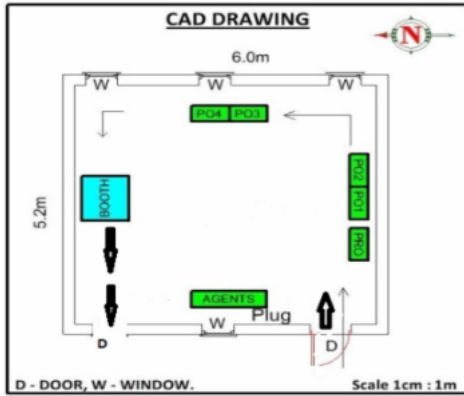 CAD DRAWING
N
6.0m
W W W
PO4 PO3
PO2
PO1
PRO
BOOTH
5.2m
AGENTS
Plug
W
D
D
D - DOOR, W - WINDOW.
Scale 1cm : 1m